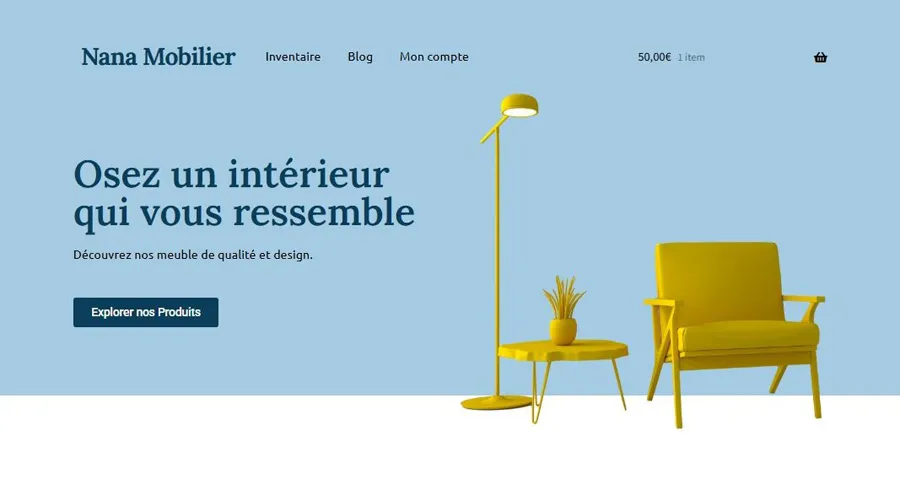 Nana Mobilier
Inventaire
Blog
Mon compte
50,00€ 1 item
Osez un intérieur
qui vous ressemble
Découvrez nos meuble de qualité et design.
Explorer nos Produits